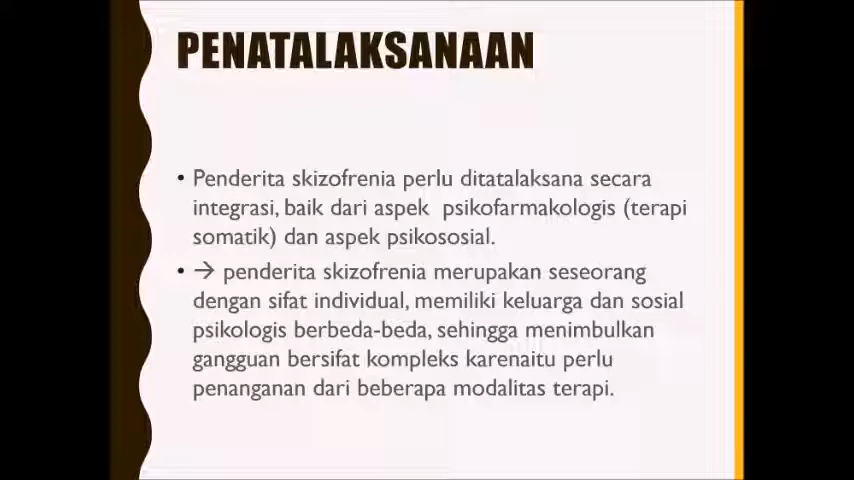 PENATALAKSANAAN
• Penderita skizofrenia perlu ditatalaksana secara
integrasi, baik dari aspek psikofarmakologis (terapi
somatik) dan aspek psikososial.
• → penderita skizofrenia merupakan seseorang
dengan sifat individual, memiliki keluarga dan sosial
psikologis berbeda-beda, sehingga menimbulkan
gangguan bersifat kompleks karenaitu perlu
penanganan dari beberapa modalitas terapi.